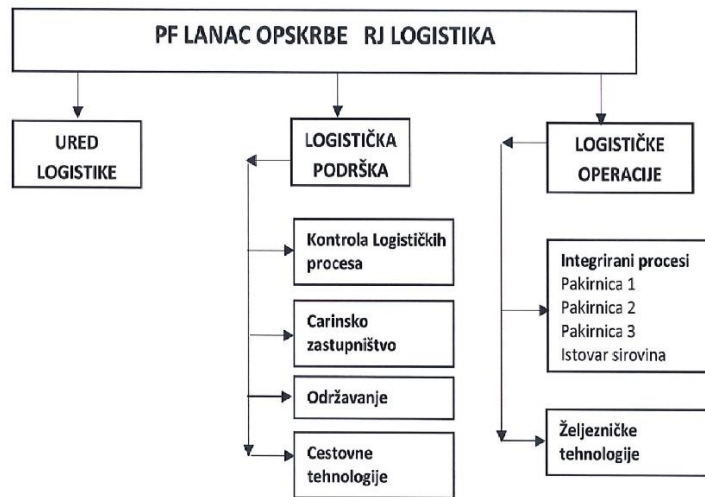 PF LANAC OPSKRBE RJ LOGISTIKA
URED
LOGISTIKE
LOGISTIČKA
PODRŠKA
LOGISTIČKE
OPERACIJE
Kontrola Logističkih
procesa
Carinsko
zastupništvo
Održavanje
Cestovne
tehnologije
Integrirani procesi
Pakirnica 1
Pakirnica 2
Pakirnica 3
Istovar sirovina
Željezničke
tehnologije